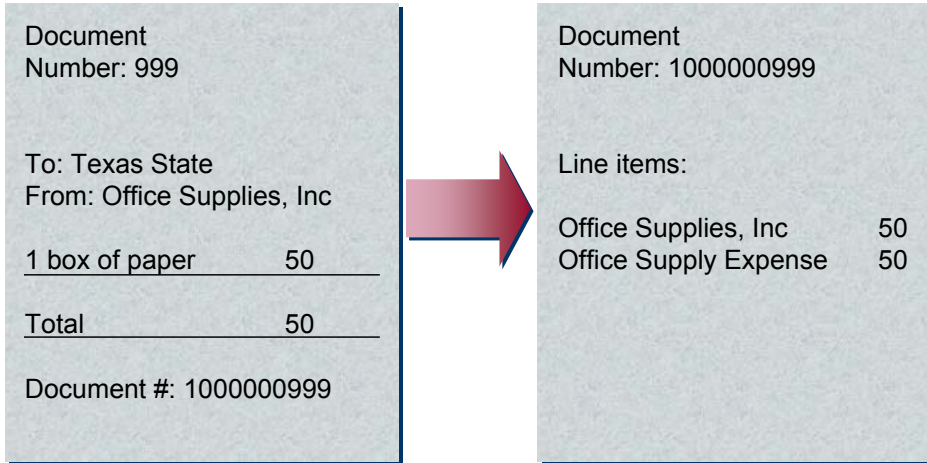 Document
Number: 999
To: Texas State
From: Office Supplies, Inc
1 box of paper 50
Total 50
Document #: 1000000999
Document
Number: 1000000999
Line items:
Office Supplies, Inc 50
Office Supply Expense 50